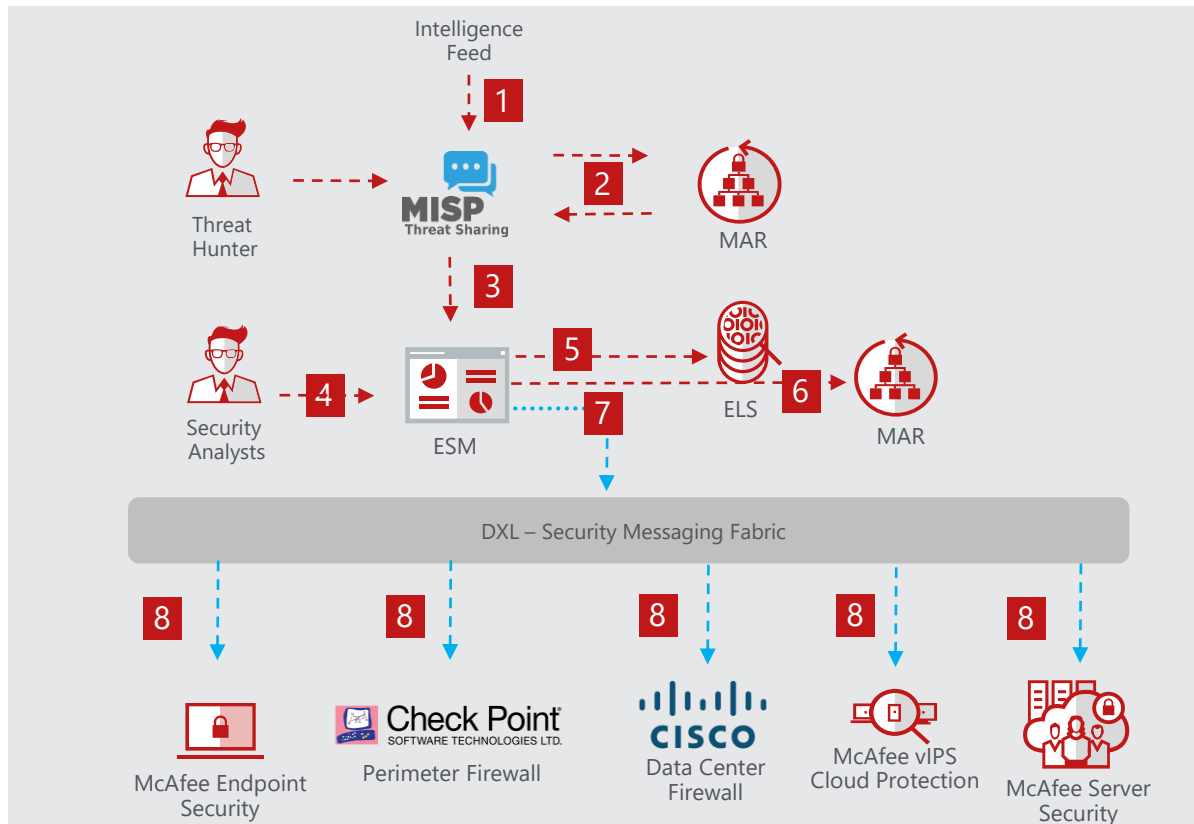 Intelligence
Feed
1
Threat
Hunter
MISP
Threat Sharing
2
MAR
3
Security
Analysts
4
ESM
5
ELS
6
MAR
7
DXL – Security Messaging Fabric
8
8
8
8
8
McAfee Endpoint
Security
Check Point
SOFTWARE TECHNOLOGIES LTD.
Perimeter Firewall
CISCO
Data Center
Firewall
McAfee vIPS
Cloud Protection
McAfee Server
Security